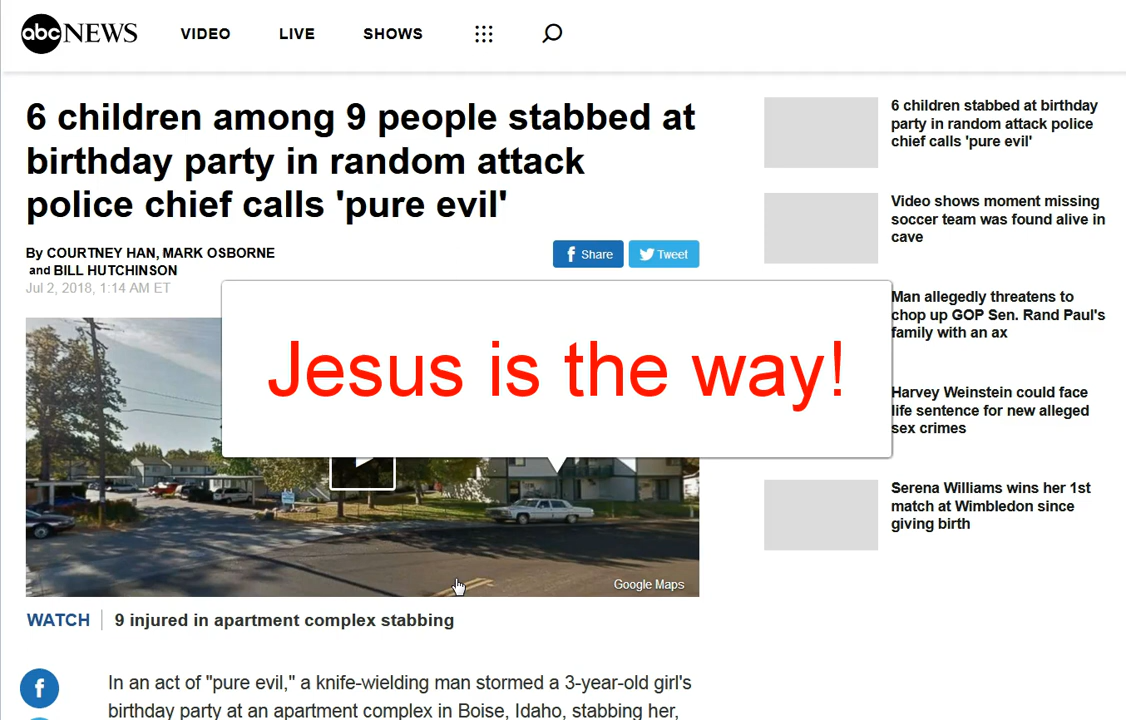 abc NEWS
VIDEO
LIVE
SHOWS
6 children among 9 people stabbed at
birthday party in random attack
police chief calls 'pure evil'
By COURTNEY HAN, MARK OSBORNE
and BILL HUTCHINSON
Jul 2, 2018, 1:14 AM ET
f Share
Tweet
Jesus is the way!
Google Maps
WATCH
9 injured in apartment complex stabbing
f
In an act of "pure evil," a knife-wielding man stormed a 3-year-old girl's
birthday party at an apartment complex in Boise, Idaho, stabbing her,
6 children stabbed at birthday
party in random attack police
chief calls 'pure evil'
Video shows moment missing
soccer team was found alive in
cave
Man allegedly threatens to
chop up GOP Sen. Rand Paul's
family with an ax
Harvey Weinstein could face
life sentence for new alleged
sex crimes
Serena Williams wins her 1st
match at Wimbledon since
giving birth